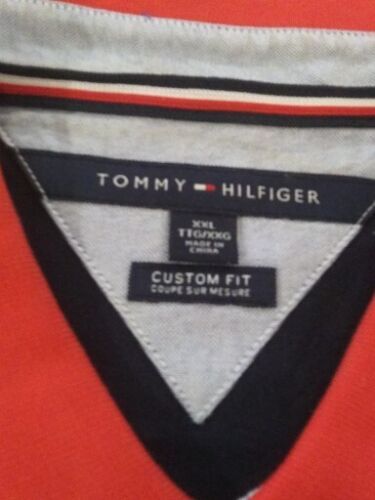 TOMMY HILFIGER
XXL
TTG/XXG
MADE IN
CHINA
CUSTOM FIT
COUPE SUR MESURE